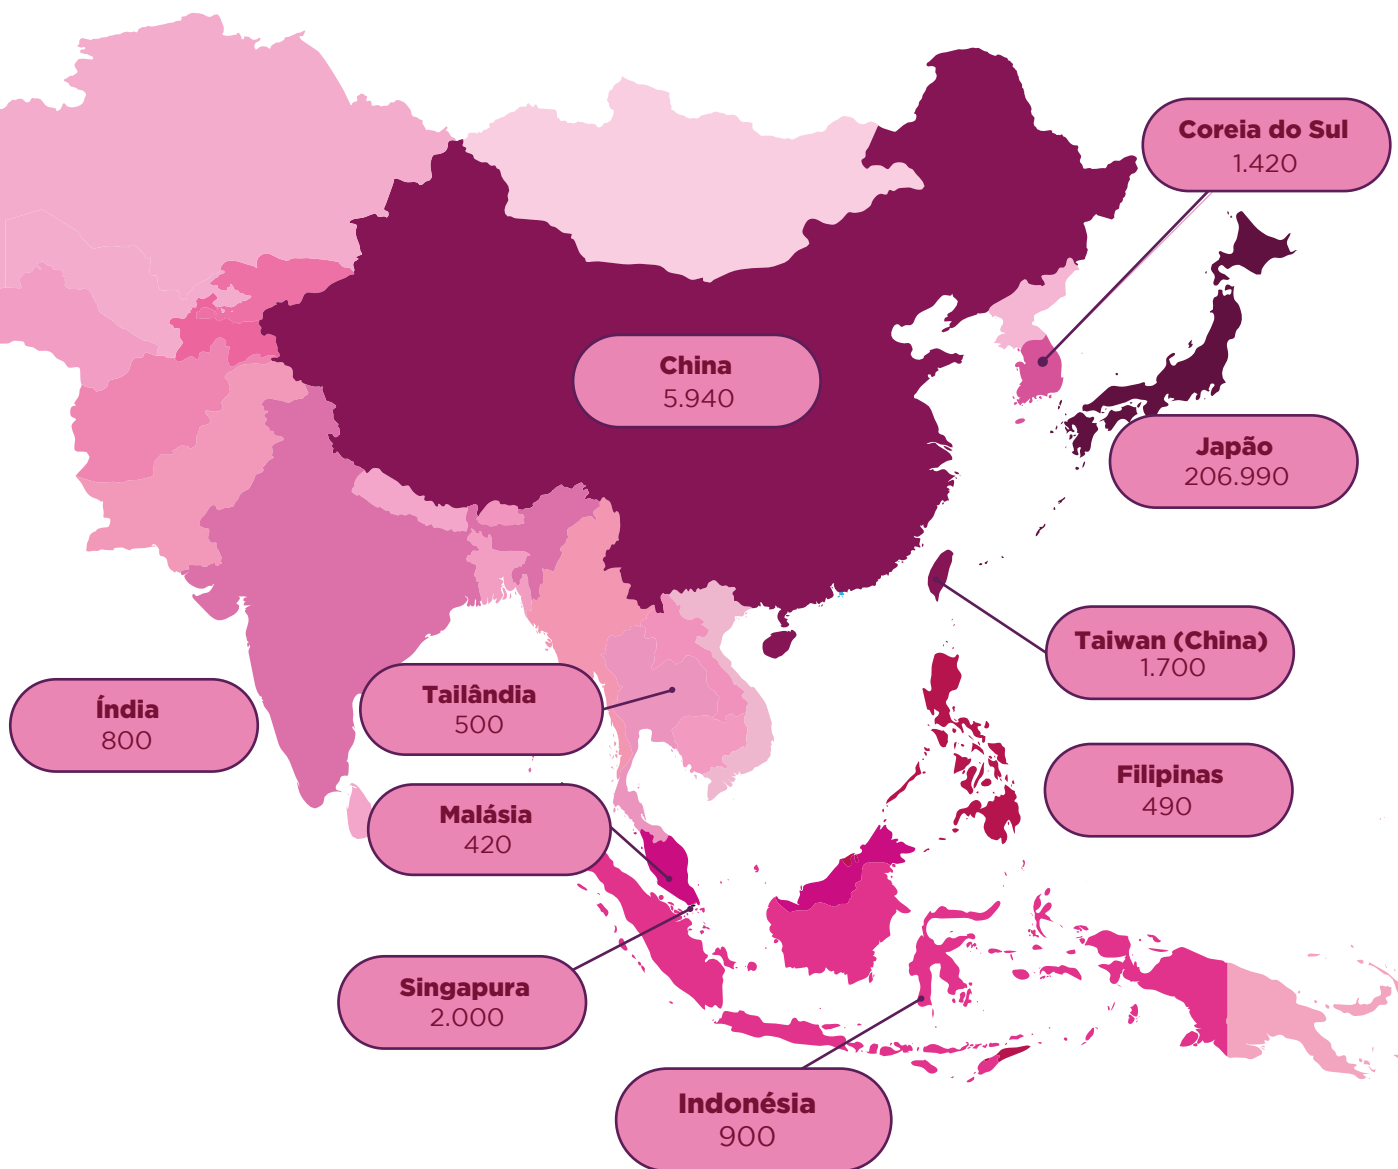 Coreia do Sul
1.420
China
5.940
Japão
206.990
Taiwan (China)
1.700
Índia
800
Tailândia
500
Filipinas
490
Malásia
420
Singapura
2.000
Indonésia
900